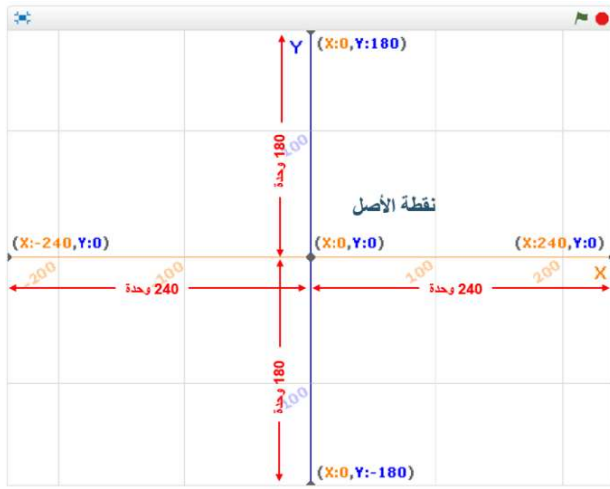 Y
(X:0,Y:180)
100
180 وحدة
نقطة الأصل
(X:-240,Y:0)
(X:0,Y:0)
(X:240,Y:0)
-200
-100
100
200
X
240 وحدة
240 وحدة
180 وحدة
-100
(X:0,Y:-180)